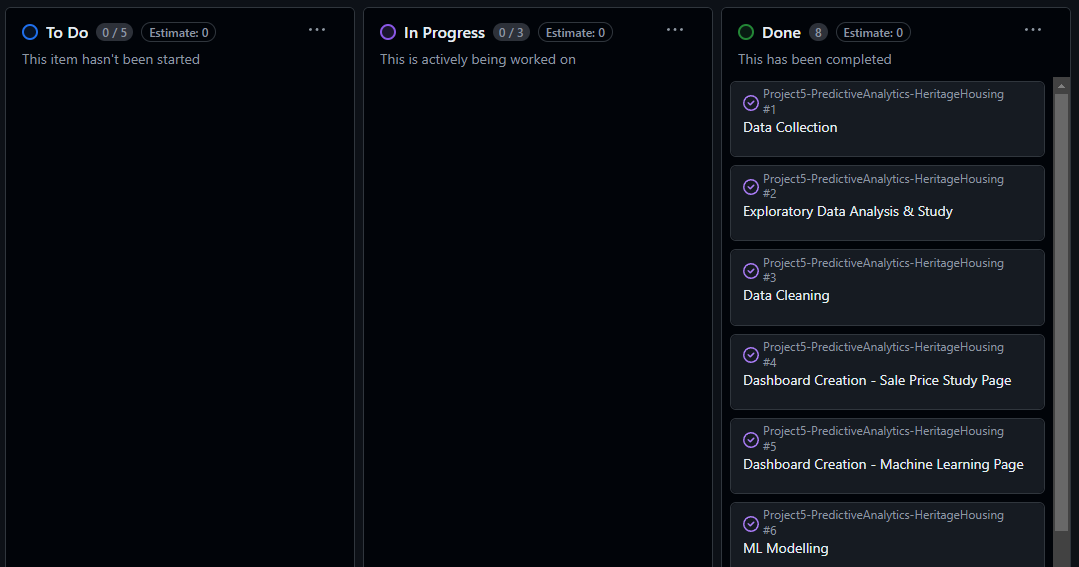 To Do 0 / 5 Estimate: 0 ...
This item hasn't been started
In Progress 0 / 3 Estimate: 0 ...
This is actively being worked on
Done 8 Estimate: 0 ...
This has been completed
Project5-PredictiveAnalytics-HeritageHousing
#1
Data Collection
Project5-PredictiveAnalytics-HeritageHousing
#2
Exploratory Data Analysis & Study
Project5-PredictiveAnalytics-HeritageHousing
#3
Data Cleaning
Project5-PredictiveAnalytics-HeritageHousing
#4
Dashboard Creation - Sale Price Study Page
Project5-PredictiveAnalytics-HeritageHousing
#5
Dashboard Creation - Machine Learning Page
Project5-PredictiveAnalytics-HeritageHousing
#6
ML Modelling